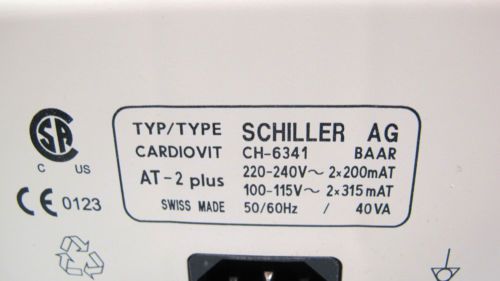 TYP/TYPE SCHILLER AG
CARDIOVIT CH-6341 BAAR
AT-2 plus 220-240V~ 2x200mAT
100-115V~ 2x315mAT
SWISS MADE 50/60Hz / 40VA
SA
C US
CE 0123